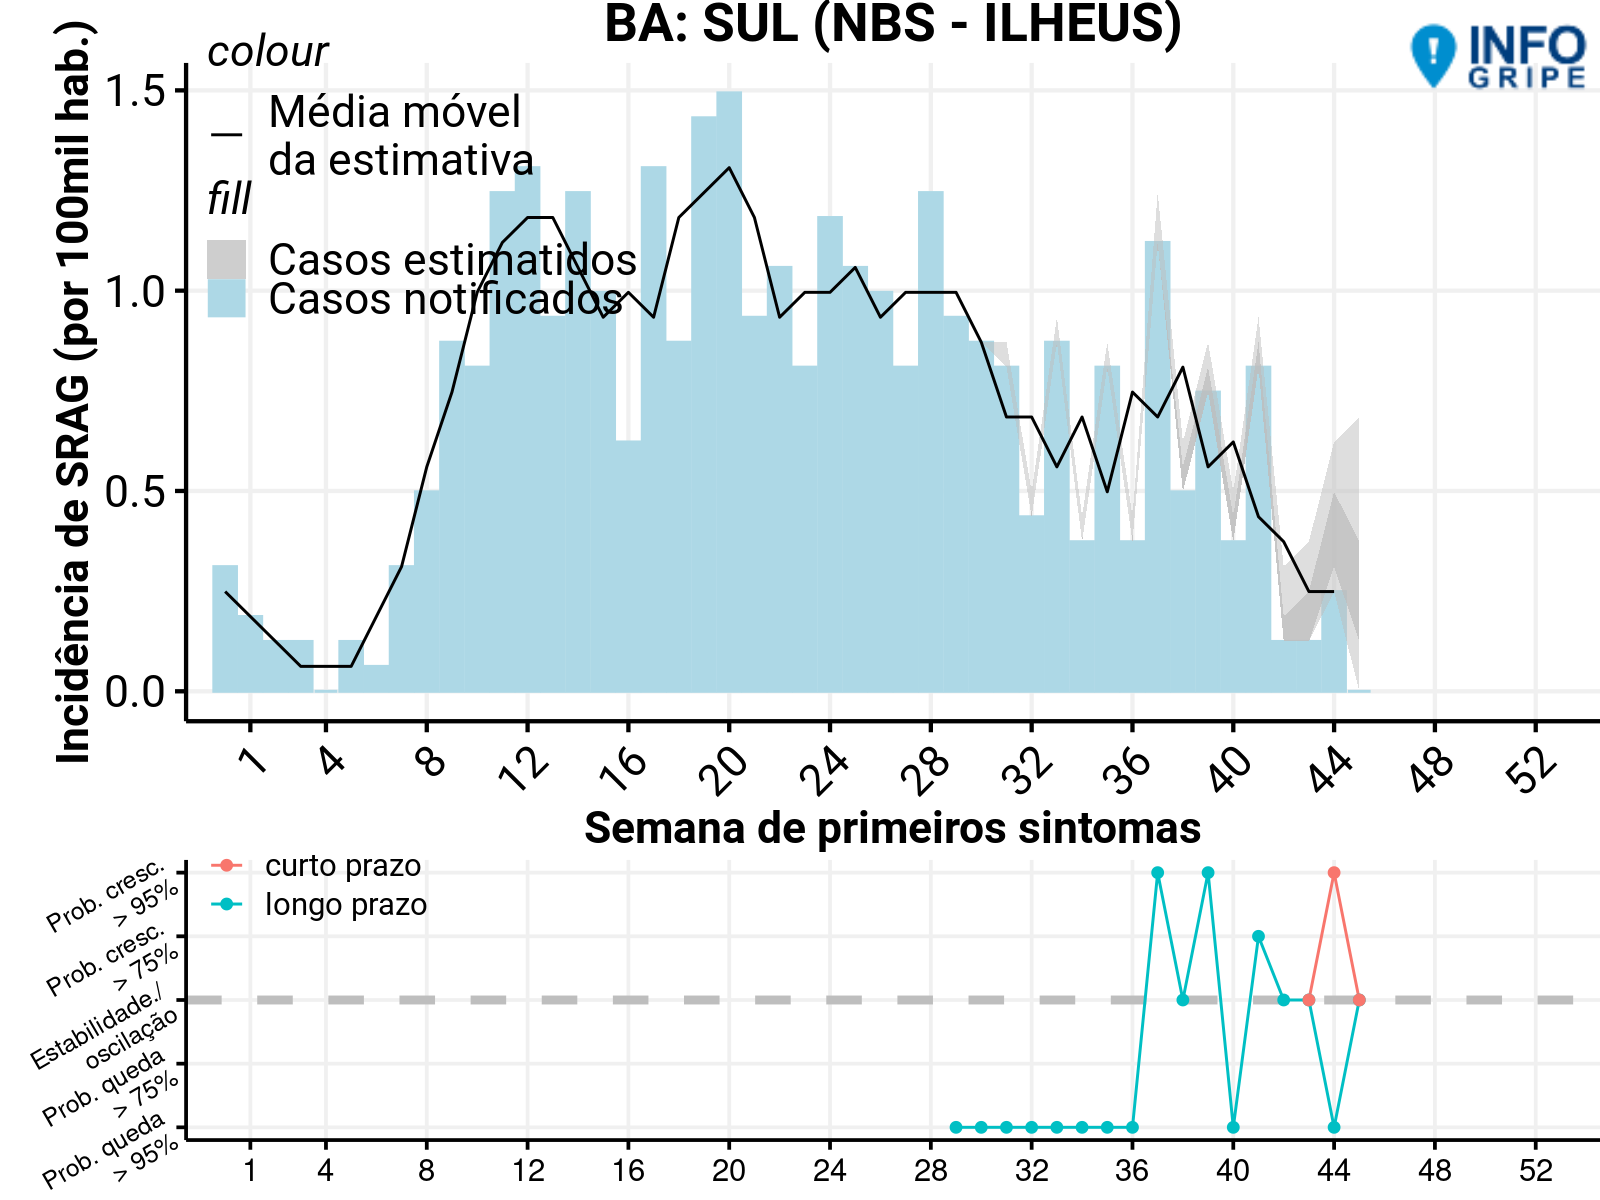 BA: SUL (NBS - ILHEUS)
INFO
GRIPE
colour
Média móvel
da estimativa
fill
Casos estimatidos
Casos notificados
Incidência de SRAG (por 100mil hab.)
1.5
1.0
0.5
0.0
1 4 8 12 16 20 24 28 32 36 40 44 48 52
Semana de primeiros sintomas
curto prazo
longo prazo
Prob. cresc.
> 95%
Prob. cresc.
> 75%
Estabilidade./
oscilação
Prob. queda
> 75%
Prob. queda
> 95%
1 4 8 12 16 20 24 28 32 36 40 44 48 52